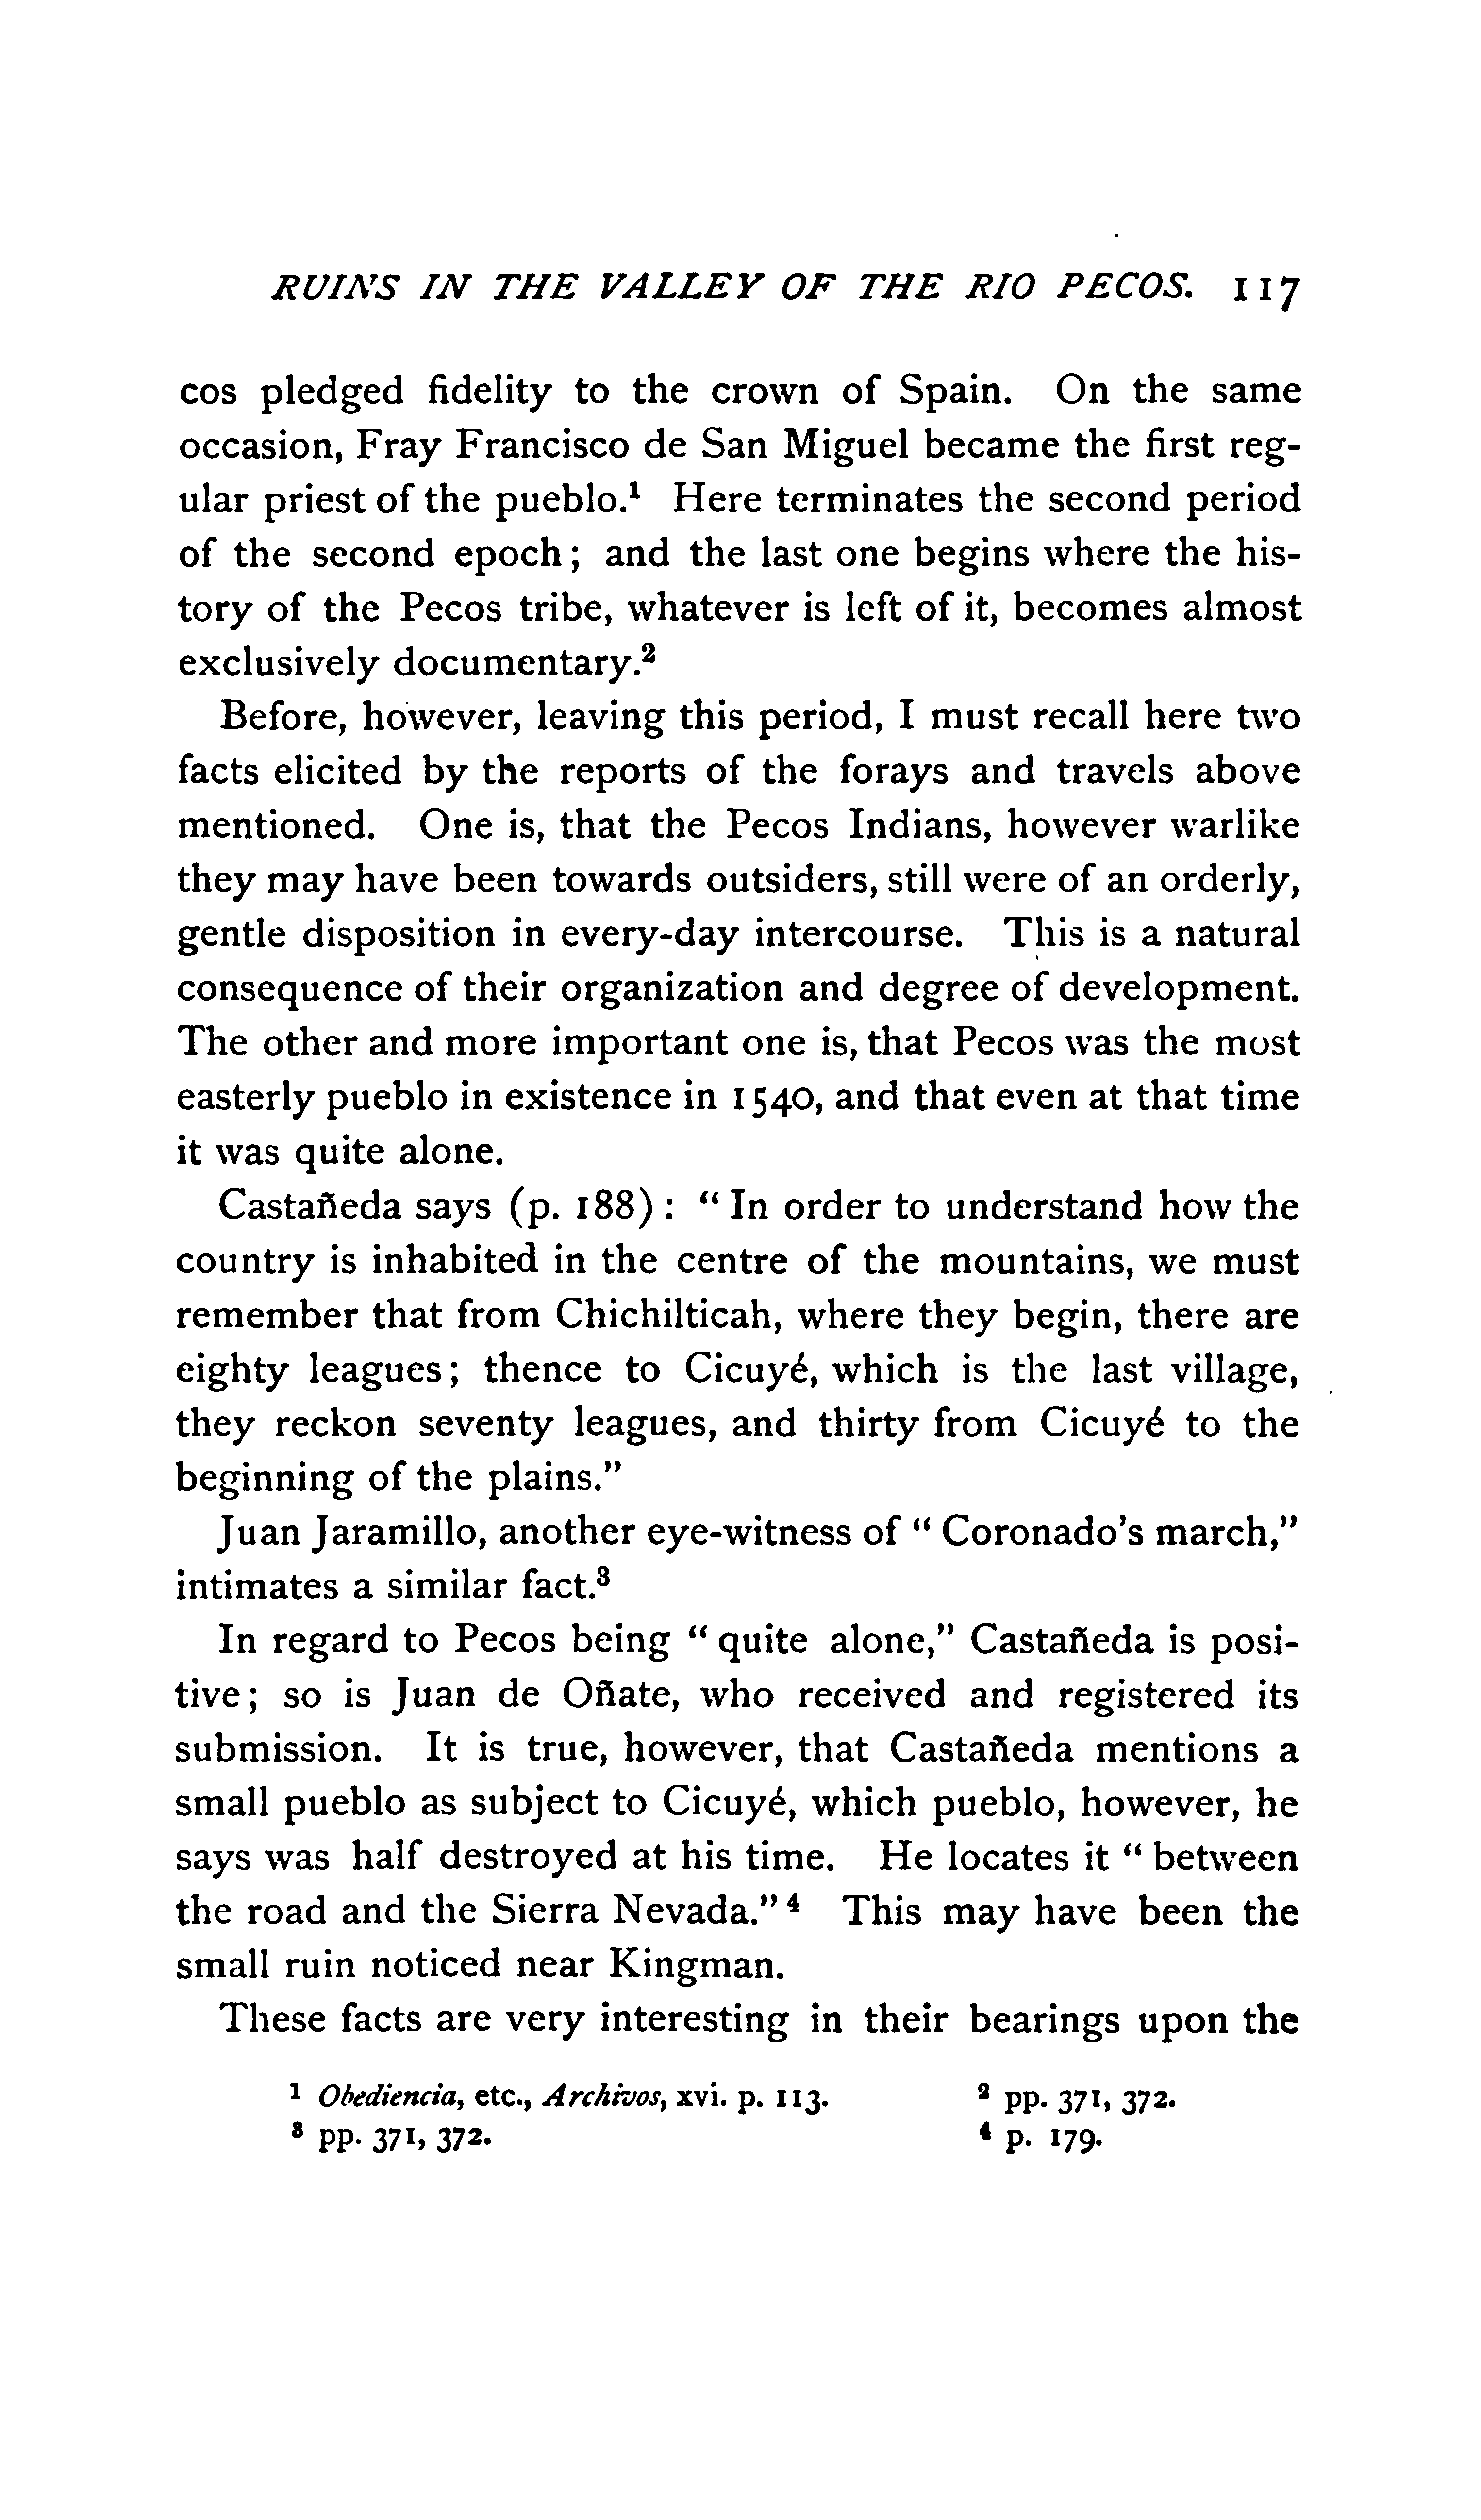 RUINS IN THE VALLEY OF THE RIO PECOS. 117
cos pledged fidelity to the crown of Spain. On the same
occasion, Fray Francisco de San Miguel became the first reg-
ular priest of the pueblo.¹ Here terminates the second period
of the second epoch; and the last one begins where the his-
tory of the Pecos tribe, whatever is left of it, becomes almost
exclusively documentary.²
Before, however, leaving this period, I must recall here two
facts elicited by the reports of the forays and travels above
mentioned. One is, that the Pecos Indians, however warlike
they may have been towards outsiders, still were of an orderly,
gentle disposition in every-day intercourse. This is a natural
consequence of their organization and degree of development.
The other and more important one is, that Pecos was the most
easterly pueblo in existence in 1540, and that even at that time
it was quite alone.
Castañeda says (p. 188): "In order to understand how the
country is inhabited in the centre of the mountains, we must
remember that from Chichilticah, where they begin, there are
eighty leagues; thence to Cicuyé, which is the last village,
they reckon seventy leagues, and thirty from Cicuyé to the
beginning of the plains."
Juan Jaramillo, another eye-witness of "Coronado's march,"
intimates a similar fact.³
In regard to Pecos being "quite alone," Castañeda is posi-
tive; so is Juan de Oñate, who received and registered its
submission. It is true, however, that Castañeda mentions a
small pueblo as subject to Cicuyé, which pueblo, however, he
says was half destroyed at his time. He locates it "between
the road and the Sierra Nevada."⁴ This may have been the
small ruin noticed near Kingman.
These facts are very interesting in their bearings upon the
¹ Obediencia, etc., Archivos, xvi. p. 113. ² pp. 371, 372.
³ pp. 371, 372. ⁴ p. 179.